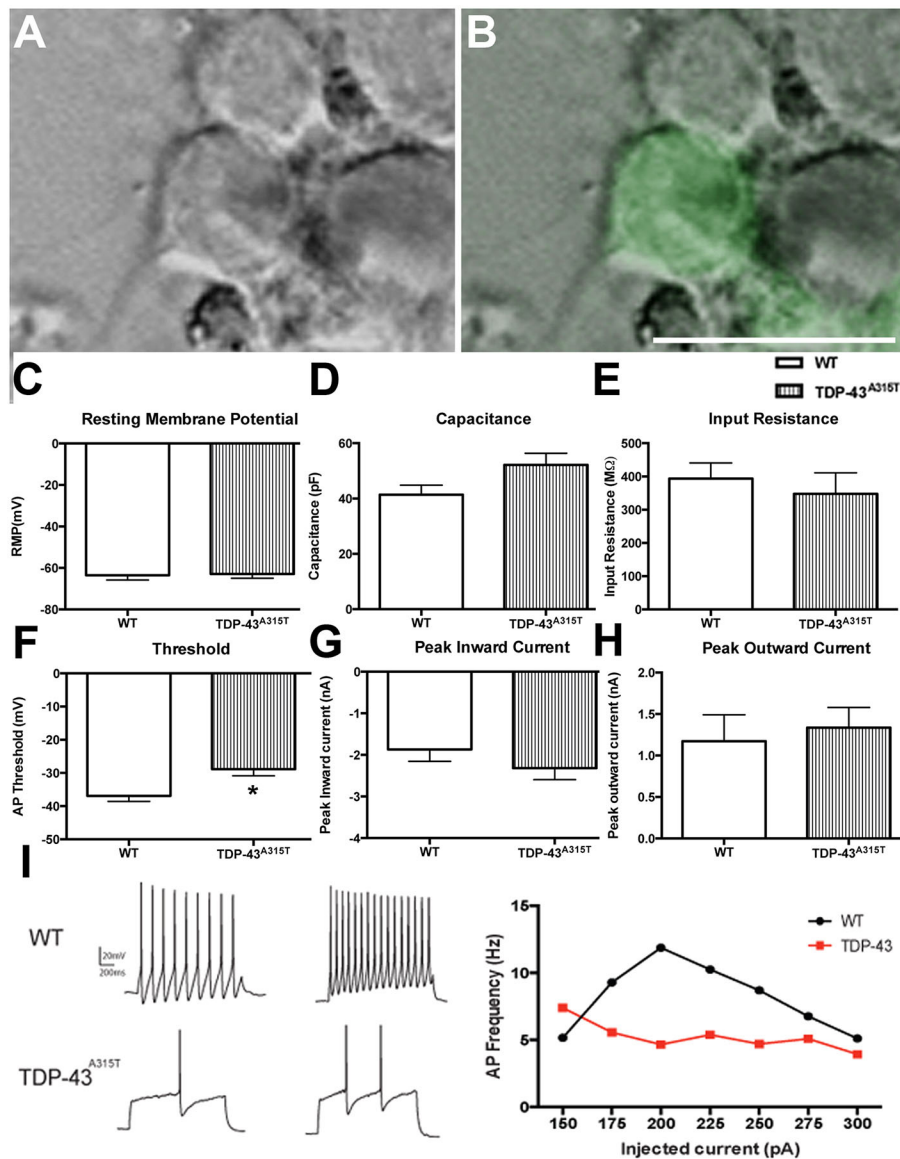 A
B
WT
TDP-43A315T
C
Resting Membrane Potential
0
-20
-40
-60
-80
RMP(mV)
WT
TDP-43A315T
D
Capacitance
60
40
20
0
Capacitance (pF)
WT
TDP-43A315T
E
Input Resistance
500
400
300
200
100
0
Input Resistance (MΩ)
WT
TDP-43A315T
F
Threshold
0
-10
-20
-30
-40
-50
AP Threshold (mV)
*
WT
TDP-43A315T
G
Peak Inward Current
0
-1
-2
-3
-4
Peak Inward current (nA)
WT
TDP-43A315T
H
Peak Outward Current
2.0
1.5
1.0
0.5
0.0
Peak outward current (nA)
WT
TDP-43A315T
I
WT
20mV
200ms
TDP-43A315T
15
10
5
0
AP Frequency (Hz)
WT
TDP-43
150 175 200 225 250 275 300
Injected current (pA)